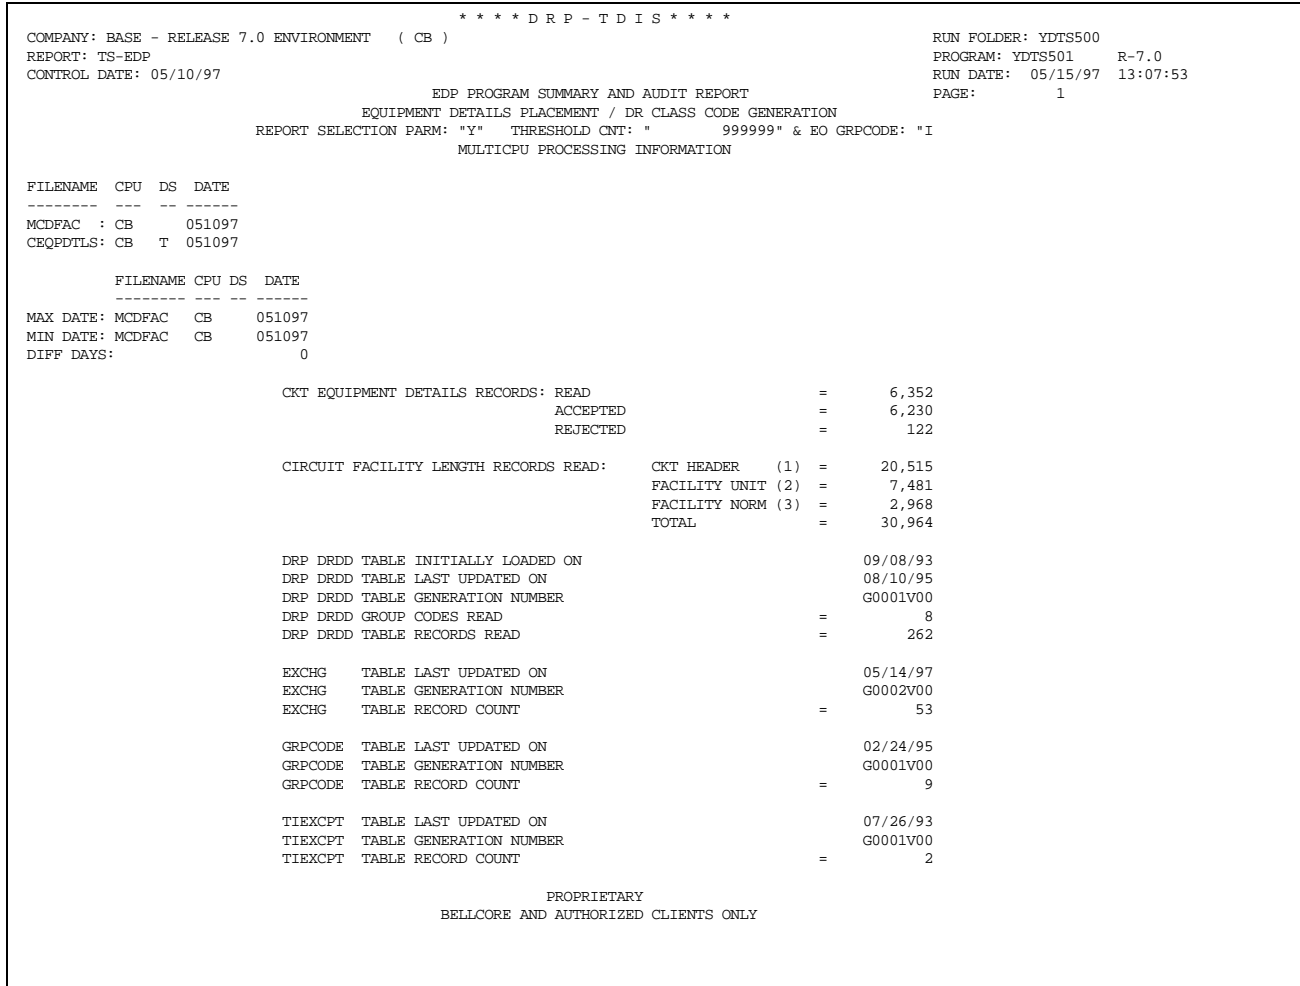 * * * * D R P - T D I S * * * *
COMPANY: BASE - RELEASE 7.0 ENVIRONMENT ( CB ) RUN FOLDER: YDTS500
REPORT: TS-EDP PROGRAM: YDTS501 R-7.0
CONTROL DATE: 05/10/97 RUN DATE: 05/15/97 13:07:53
EDP PROGRAM SUMMARY AND AUDIT REPORT PAGE: 1
EQUIPMENT DETAILS PLACEMENT / DR CLASS CODE GENERATION
REPORT SELECTION PARM: "Y" THRESHOLD CNT: " 999999" & EO GRPCODE: "I
MULTICPU PROCESSING INFORMATION
FILENAME CPU DS DATE
-------- --- -- ------
MCDFAC : CB 051097
CEQPDTLS: CB T 051097
FILENAME CPU DS DATE
-------- --- -- ------
MAX DATE: MCDFAC CB 051097
MIN DATE: MCDFAC CB 051097
DIFF DAYS: 0
CKT EQUIPMENT DETAILS RECORDS: READ = 6,352
ACCEPTED = 6,230
REJECTED = 122
CIRCUIT FACILITY LENGTH RECORDS READ: CKT HEADER (1) = 20,515
FACILITY UNIT (2) = 7,481
FACILITY NORM (3) = 2,968
TOTAL = 30,964
DRP DRDD TABLE INITIALLY LOADED ON 09/08/93
DRP DRDD TABLE LAST UPDATED ON 08/10/95
DRP DRDD TABLE GENERATION NUMBER G0001V00
DRP DRDD GROUP CODES READ = 8
DRP DRDD TABLE RECORDS READ = 262
EXCHG TABLE LAST UPDATED ON 05/14/97
EXCHG TABLE GENERATION NUMBER G0002V00
EXCHG TABLE RECORD COUNT = 53
GRPCODE TABLE LAST UPDATED ON 02/24/95
GRPCODE TABLE GENERATION NUMBER G0001V00
GRPCODE TABLE RECORD COUNT = 9
TIEXCPT TABLE LAST UPDATED ON 07/26/93
TIEXCPT TABLE GENERATION NUMBER G0001V00
TIEXCPT TABLE RECORD COUNT = 2
PROPRIETARY
BELLCORE AND AUTHORIZED CLIENTS ONLY